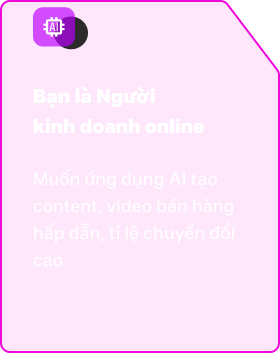 AI
Bạn là Người
kinh doanh online
Muốn ứng dụng AI tạo
content, video bán hàng
hấp dẫn, tỉ lệ chuyển đổi
cao